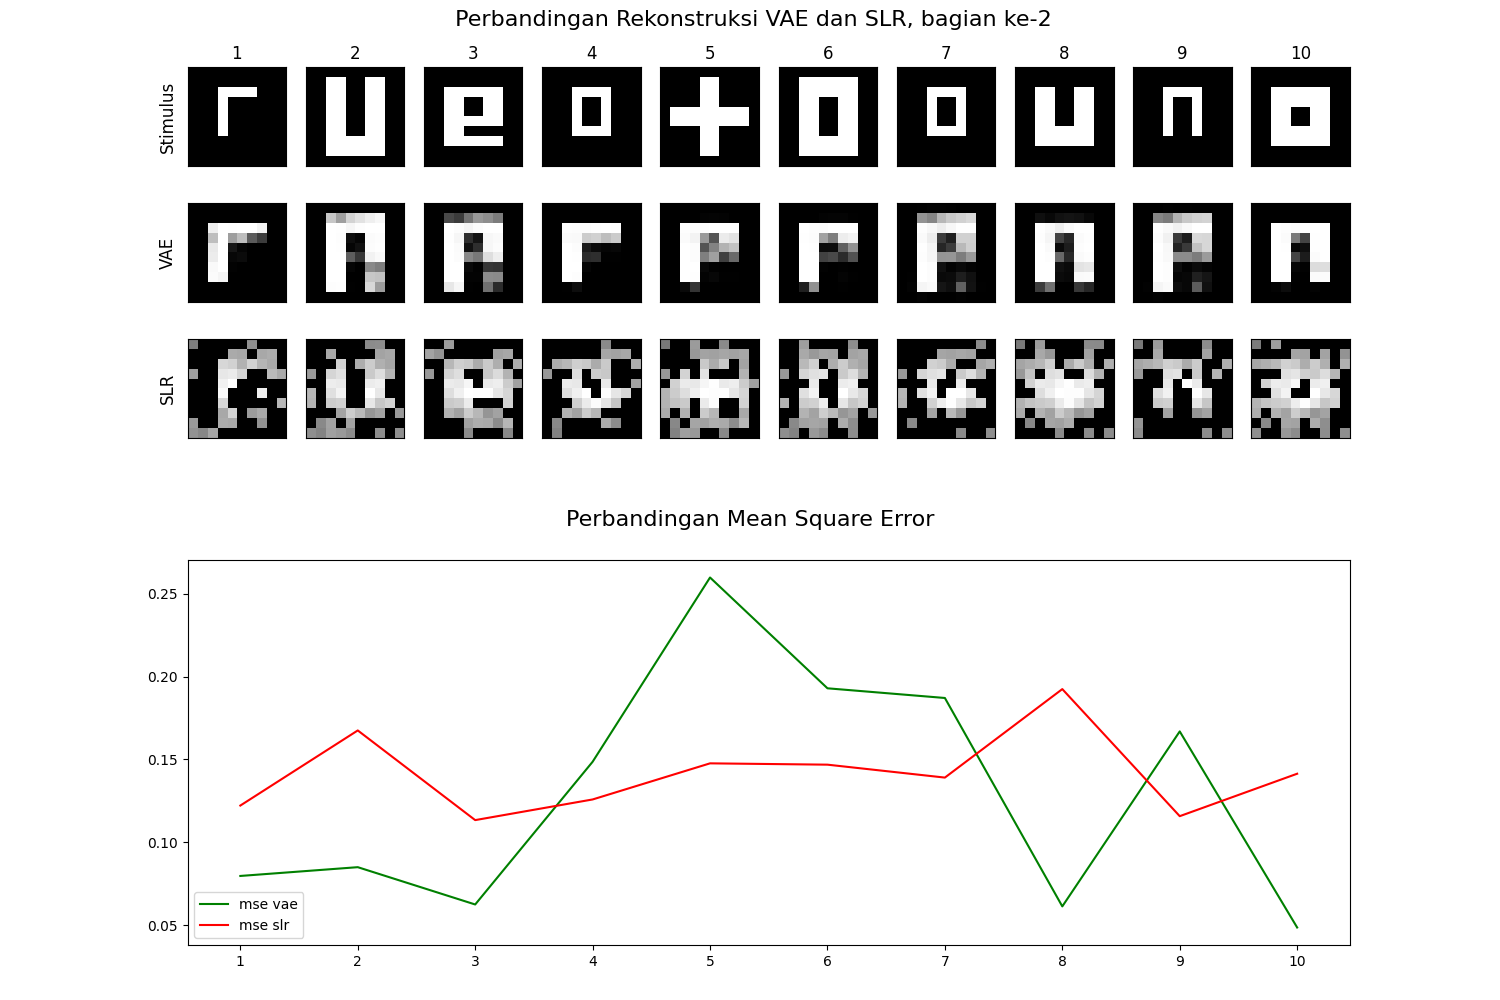 Perbandingan Rekonstruksi VAE dan SLR, bagian ke-2
1 2 3 4 5 6 7 8 9 10
Stimulus
VAE
SLR
Perbandingan Mean Square Error
0.25
0.20
0.15
0.10
0.05
mse vae
mse slr
1 2 3 4 5 6 7 8 9 10